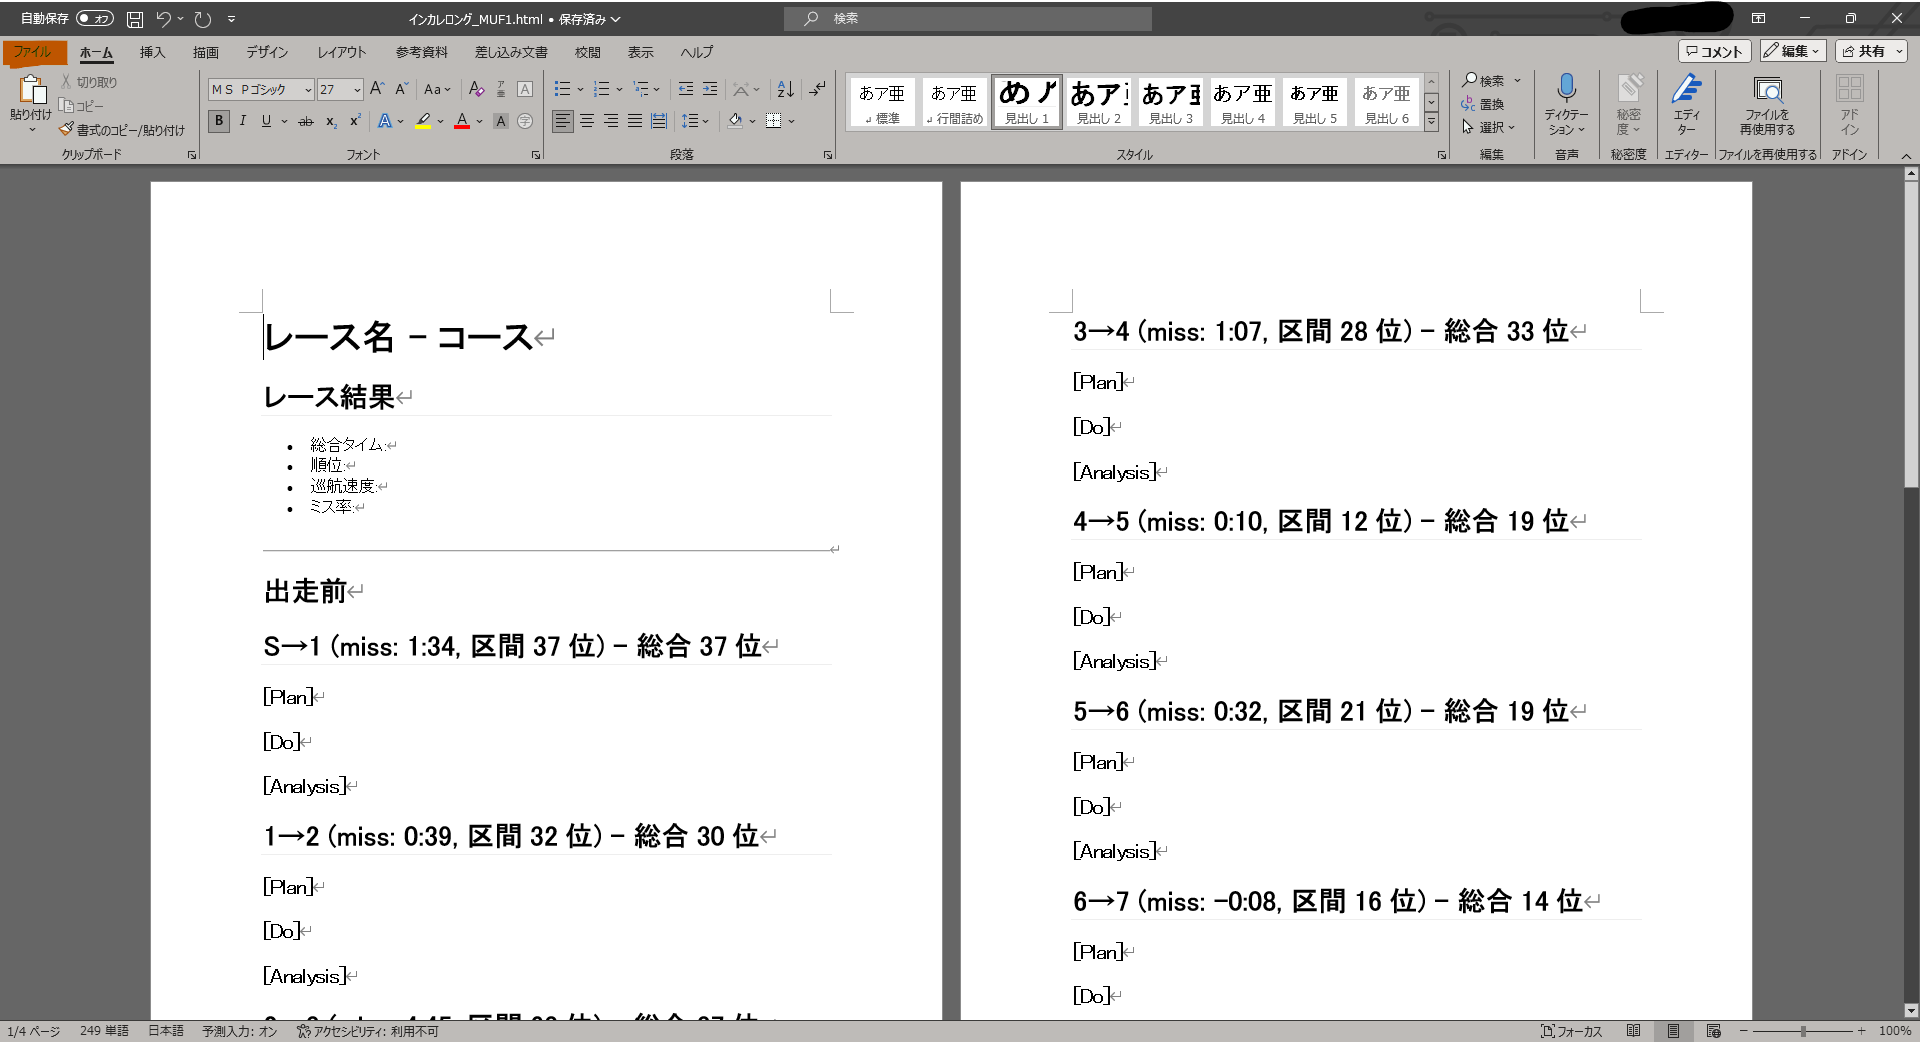 自動保存 オフ インカレロング_MUF1.html • 保存済み 検索
ファイル ホーム 挿入 描画 デザイン レイアウト 参考資料 差し込み文書 校閲 表示 ヘルプ コメント 編集 共有
貼り付け
切り取り
コピー
書式のコピー/貼り付け
クリップボード
ＭＳ Ｐゴシック 27
フォント
段落
あア亜
標準
あア亜
行間詰め
見出し 1
見出し 2
見出し 3
あア亜
見出し 4
あア亜
見出し 5
あア亜
見出し 6
スタイル
検索
置換
選択
編集
ディクテーション
音声
秘密度
秘密度
エディター
エディター
ファイルを再使用する
ファイルを再使用する
アドイン
アドイン
レース名 – コース
レース結果
• 総合タイム:
• 順位:
• 巡航速度:
• ミス率:
出走前
S→1 (miss: 1:34, 区間 37 位) – 総合 37 位
[Plan]
[Do]
[Analysis]
1→2 (miss: 0:39, 区間 32 位) – 総合 30 位
[Plan]
[Do]
[Analysis]
3→4 (miss: 1:07, 区間 28 位) – 総合 33 位
[Plan]
[Do]
[Analysis]
4→5 (miss: 0:10, 区間 12 位) – 総合 19 位
[Plan]
[Do]
[Analysis]
5→6 (miss: 0:32, 区間 21 位) – 総合 19 位
[Plan]
[Do]
[Analysis]
6→7 (miss: -0:08, 区間 16 位) – 総合 14 位
[Plan]
[Do]
1/4 ページ 249 単語 日本語 予測入力: オン アクセシビリティ: 利用不可 フォーカス 100%